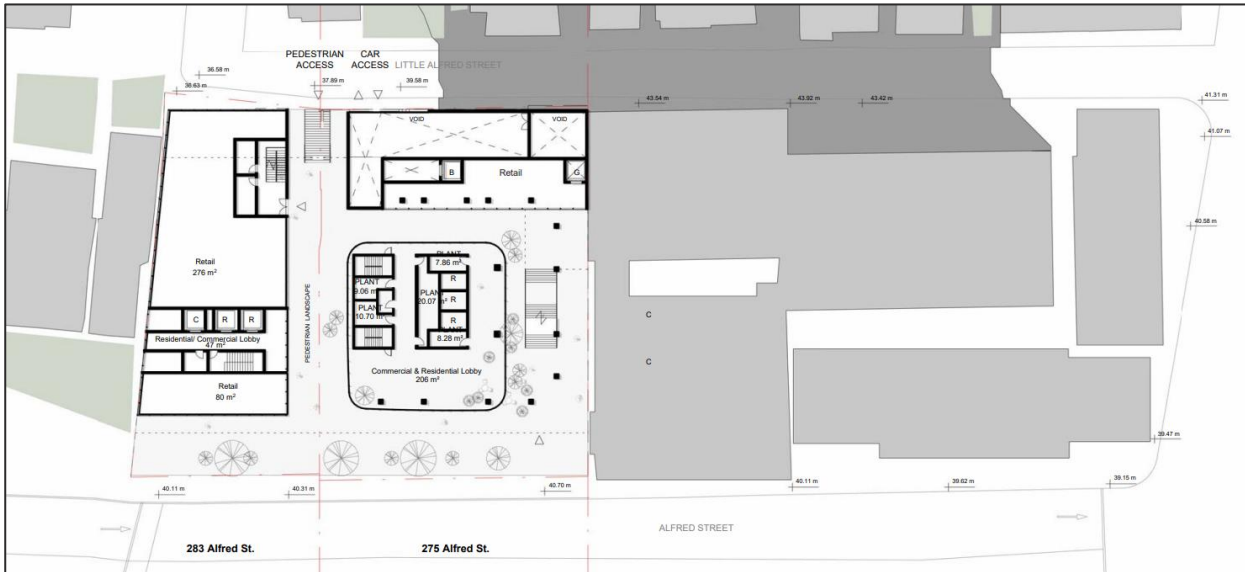 PEDESTRIAN ACCESS
CAR ACCESS
LITTLE ALFRED STREET
36.58 m
37.89 m
39.58 m
38.63 m
43.54 m
43.92 m
43.42 m
41.31 m
41.07 m
VOID
VOID
B
Retail
G
40.58 m
Retail
276 m²
PEDESTRIAN LANDSCAPE
PLANT
7.86 m²
PLANT
9.06 m²
R
PLANT
20.07 m²
R
PLANT
10.70 m²
R
PLANT
8.28 m²
C
R
R
C
Residential/ Commercial Lobby
47 m²
C
Commercial & Residential Lobby
206 m²
Retail
80 m²
39.47 m
40.11 m
40.31 m
40.70 m
40.11 m
39.62 m
39.15 m
ALFRED STREET
283 Alfred St.
275 Alfred St.